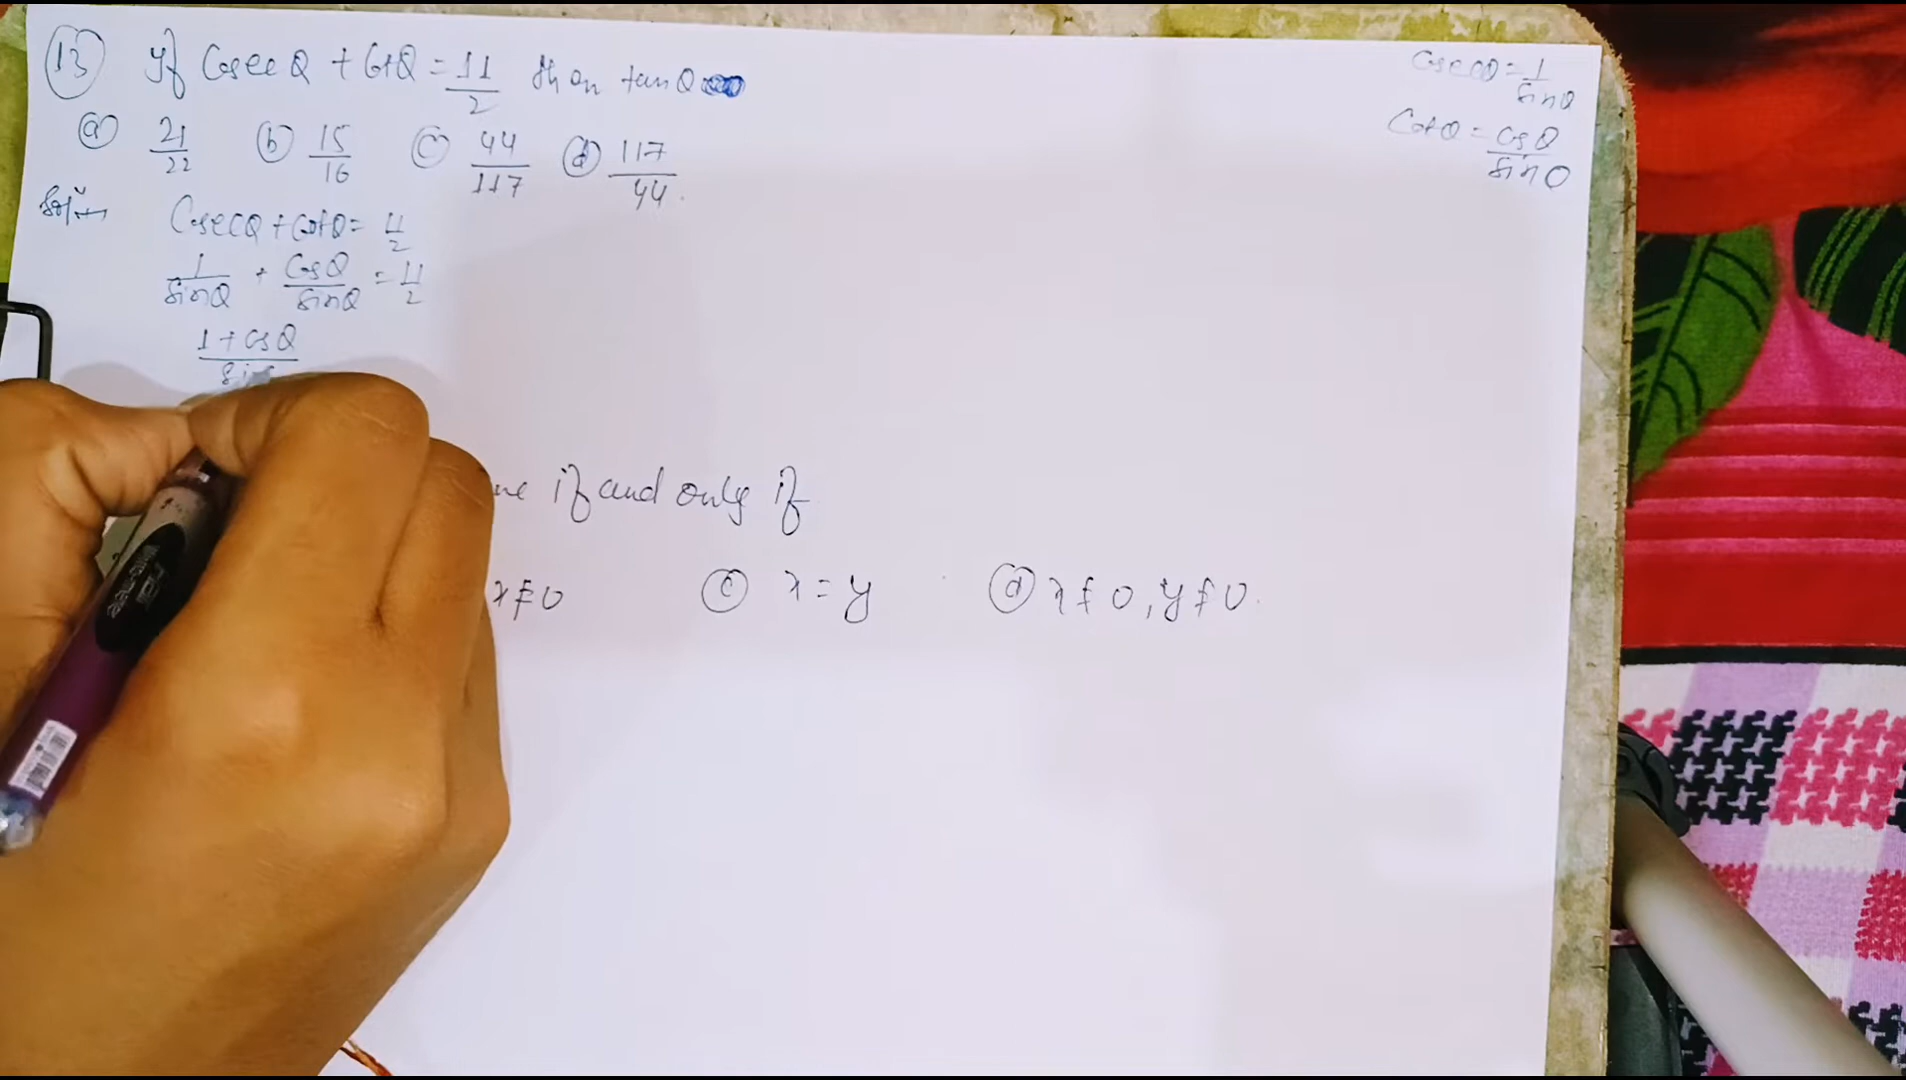 13 If Cosec θ + Cot θ = 11/2 then tan θ
(a) 21/22 (b) 15/16 (c) 44/117 (d) 117/44.
Cosec θ = 1/sin θ
Cot θ = cos θ/sin θ
Solⁿ:-
Cosec θ + Cot θ = 11/2
1/sin θ + Cos θ/sin θ = 11/2
1 + cos θ/sin
if and only if
x ≠ 0 (c) x = y (d) x ≠ 0, y ≠ 0.